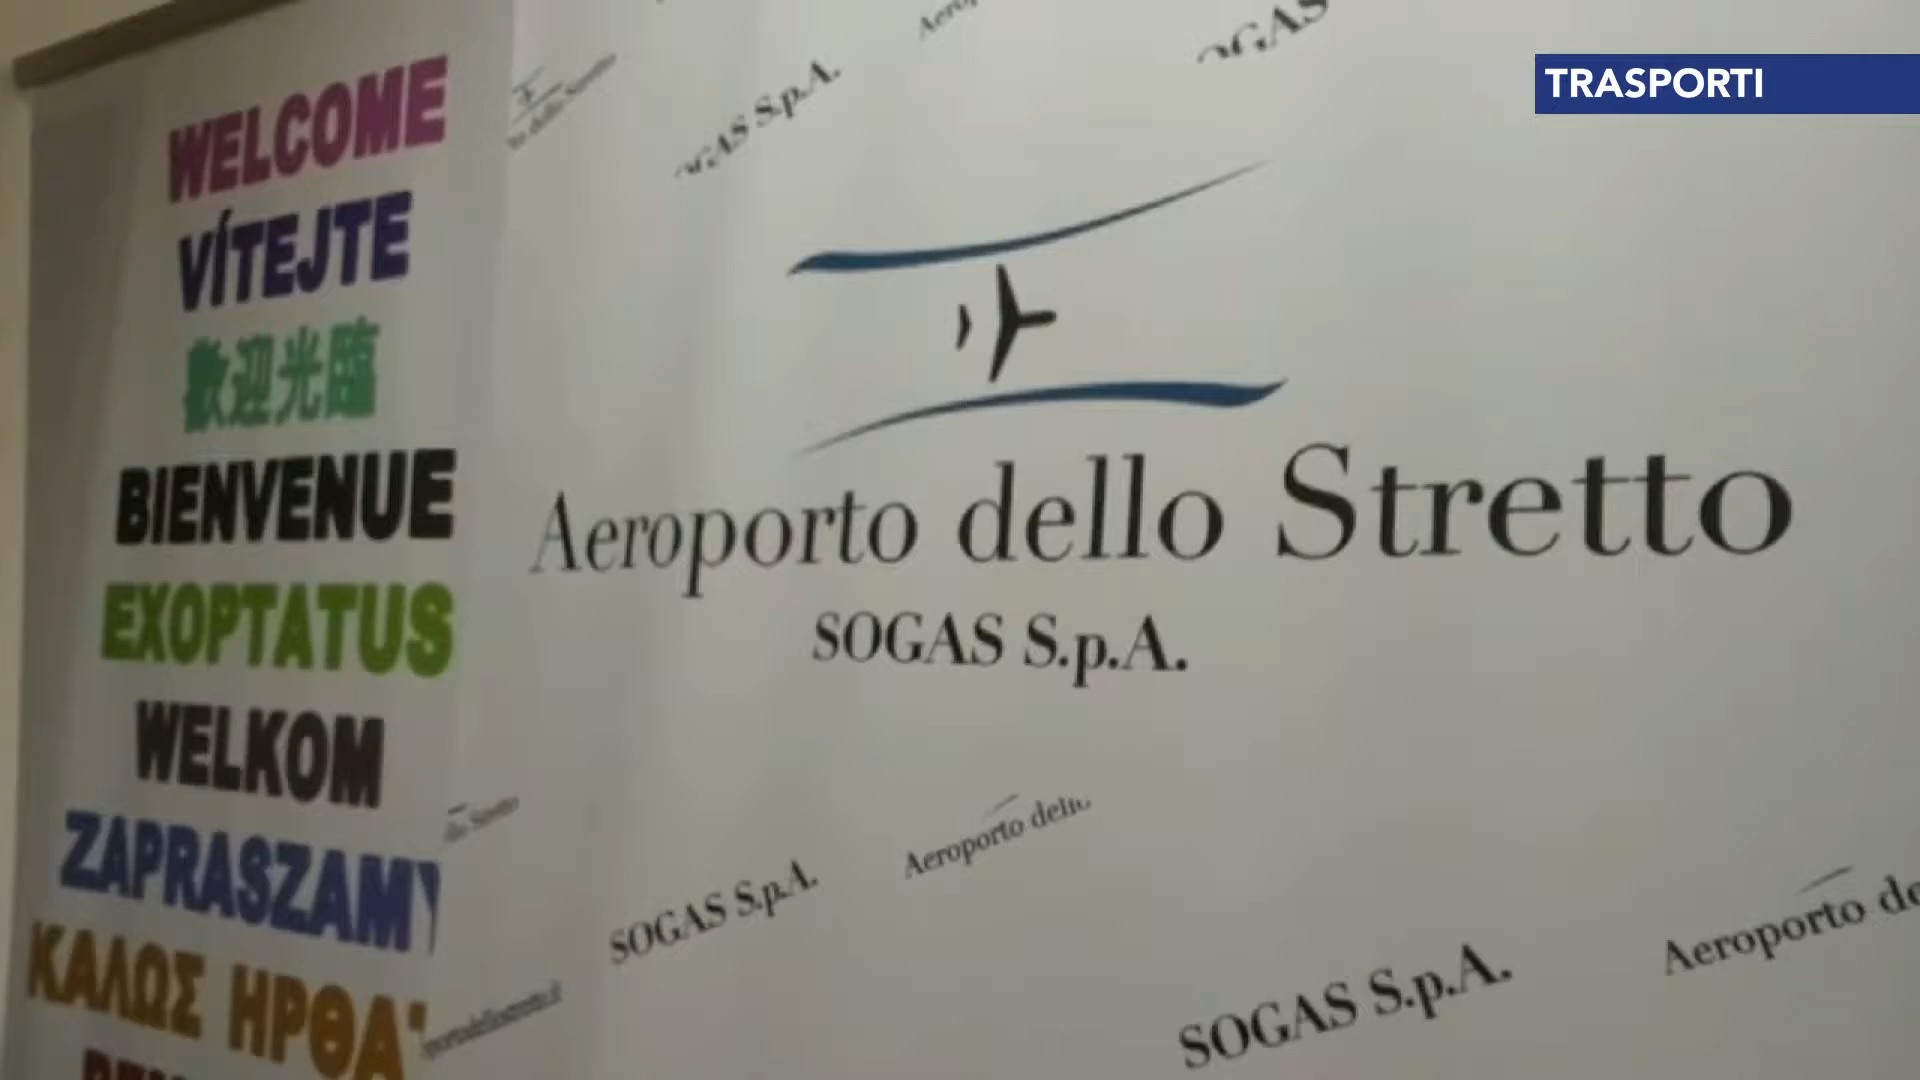 TRASPORTI
WELCOME
VÍTEJTE
歡迎光臨
BIENVENUE
EXOPTATUS
WELKOM
ZAPRASZAMY
ΚΑΛΩΣ ΗΡΘΑ
SOGAS S.p.A.
Aeroporto dello Stretto
SOGAS S.p.A.
Aeroporto dello
SOGAS S.p.A.
Aeroporto
SOGAS S.p.A.